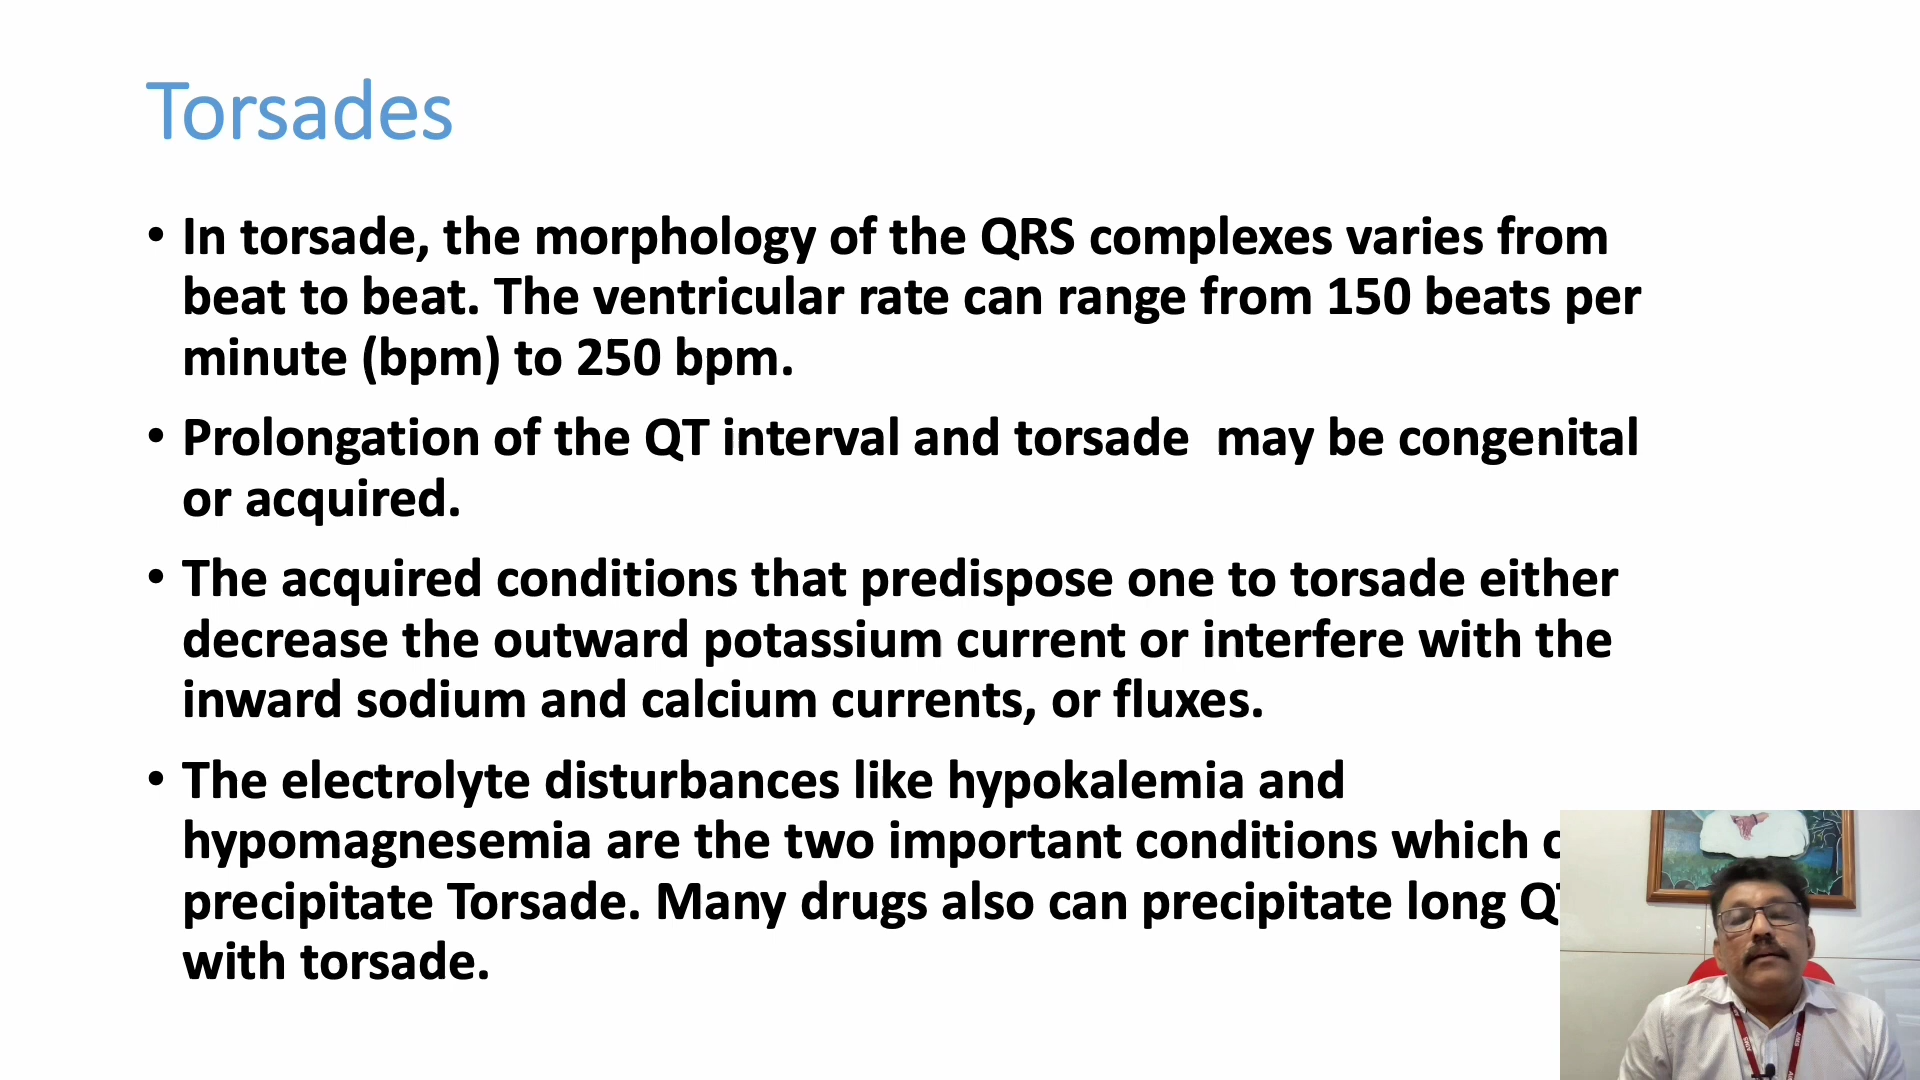 Torsades
• In torsade, the morphology of the QRS complexes varies from
beat to beat. The ventricular rate can range from 150 beats per
minute (bpm) to 250 bpm.
• Prolongation of the QT interval and torsade may be congenital
or acquired.
• The acquired conditions that predispose one to torsade either
decrease the outward potassium current or interfere with the
inward sodium and calcium currents, or fluxes.
• The electrolyte disturbances like hypokalemia and
hypomagnesemia are the two important conditions which
precipitate Torsade. Many drugs also can precipitate long
with torsade.